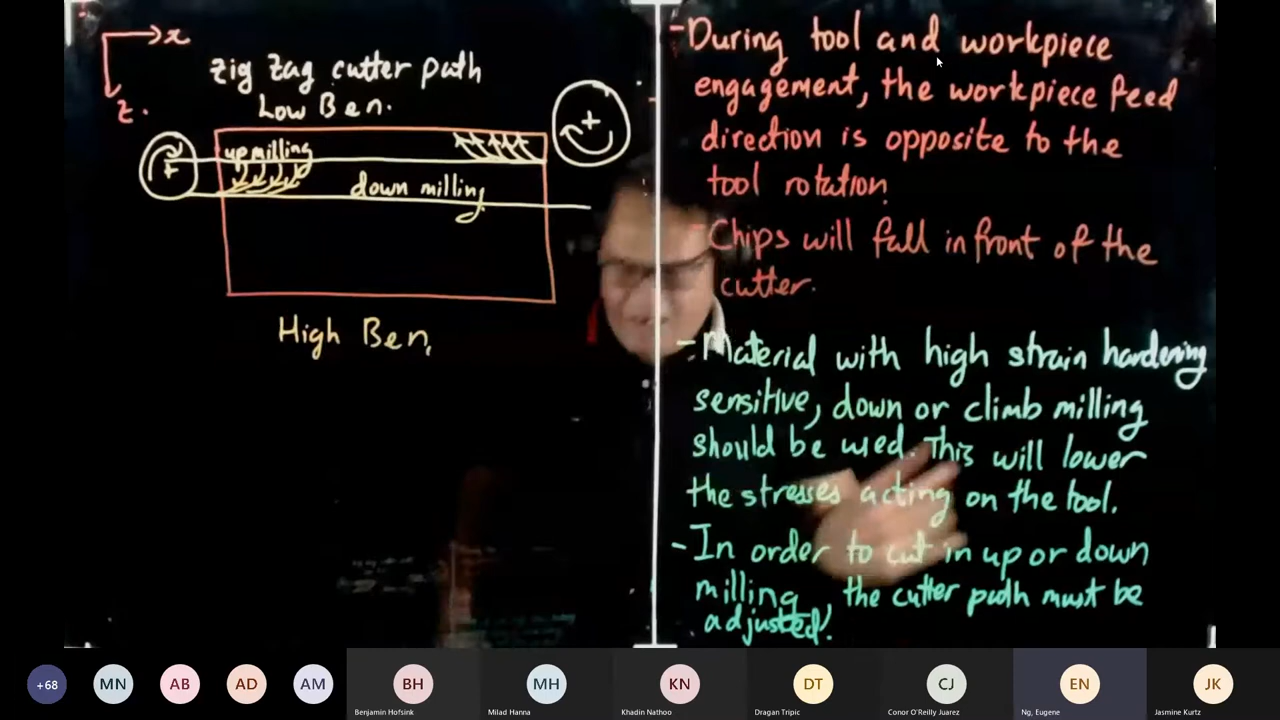 x
z.
zig zag cutter path
Low Ben.
up milling
down milling
High Ben.
-During tool and workpiece
engagement, the workpiece feed
direction is opposite to the
tool rotation.
-Chips will fall in front of the
cutter.
-Material with high strain hardening
sensitive, down or climb milling
should be used. This will lower
the stresses acting on the tool.
-In order to cut in up or down
milling, the cutter path must be
adjusted!
+68
MN
AB
AD
AM
BH
Benjamin Hofsink
MH
Milad Hanna
KN
Khadin Nathoo
DT
Dragan Tripic
CJ
Conor O'Reilly Juarez
EN
Ng, Eugene
JK
Jasmine Kurtz